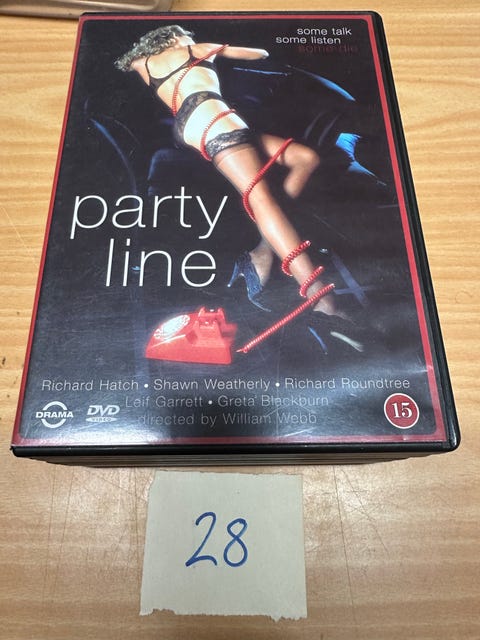 some talk
some listen
some die
party
line
Richard Hatch • Shawn Weatherly • Richard Roundtree
Leif Garrett • Greta Blackburn
directed by William Webb
DRAMA
DVD
VIDEO
15
28